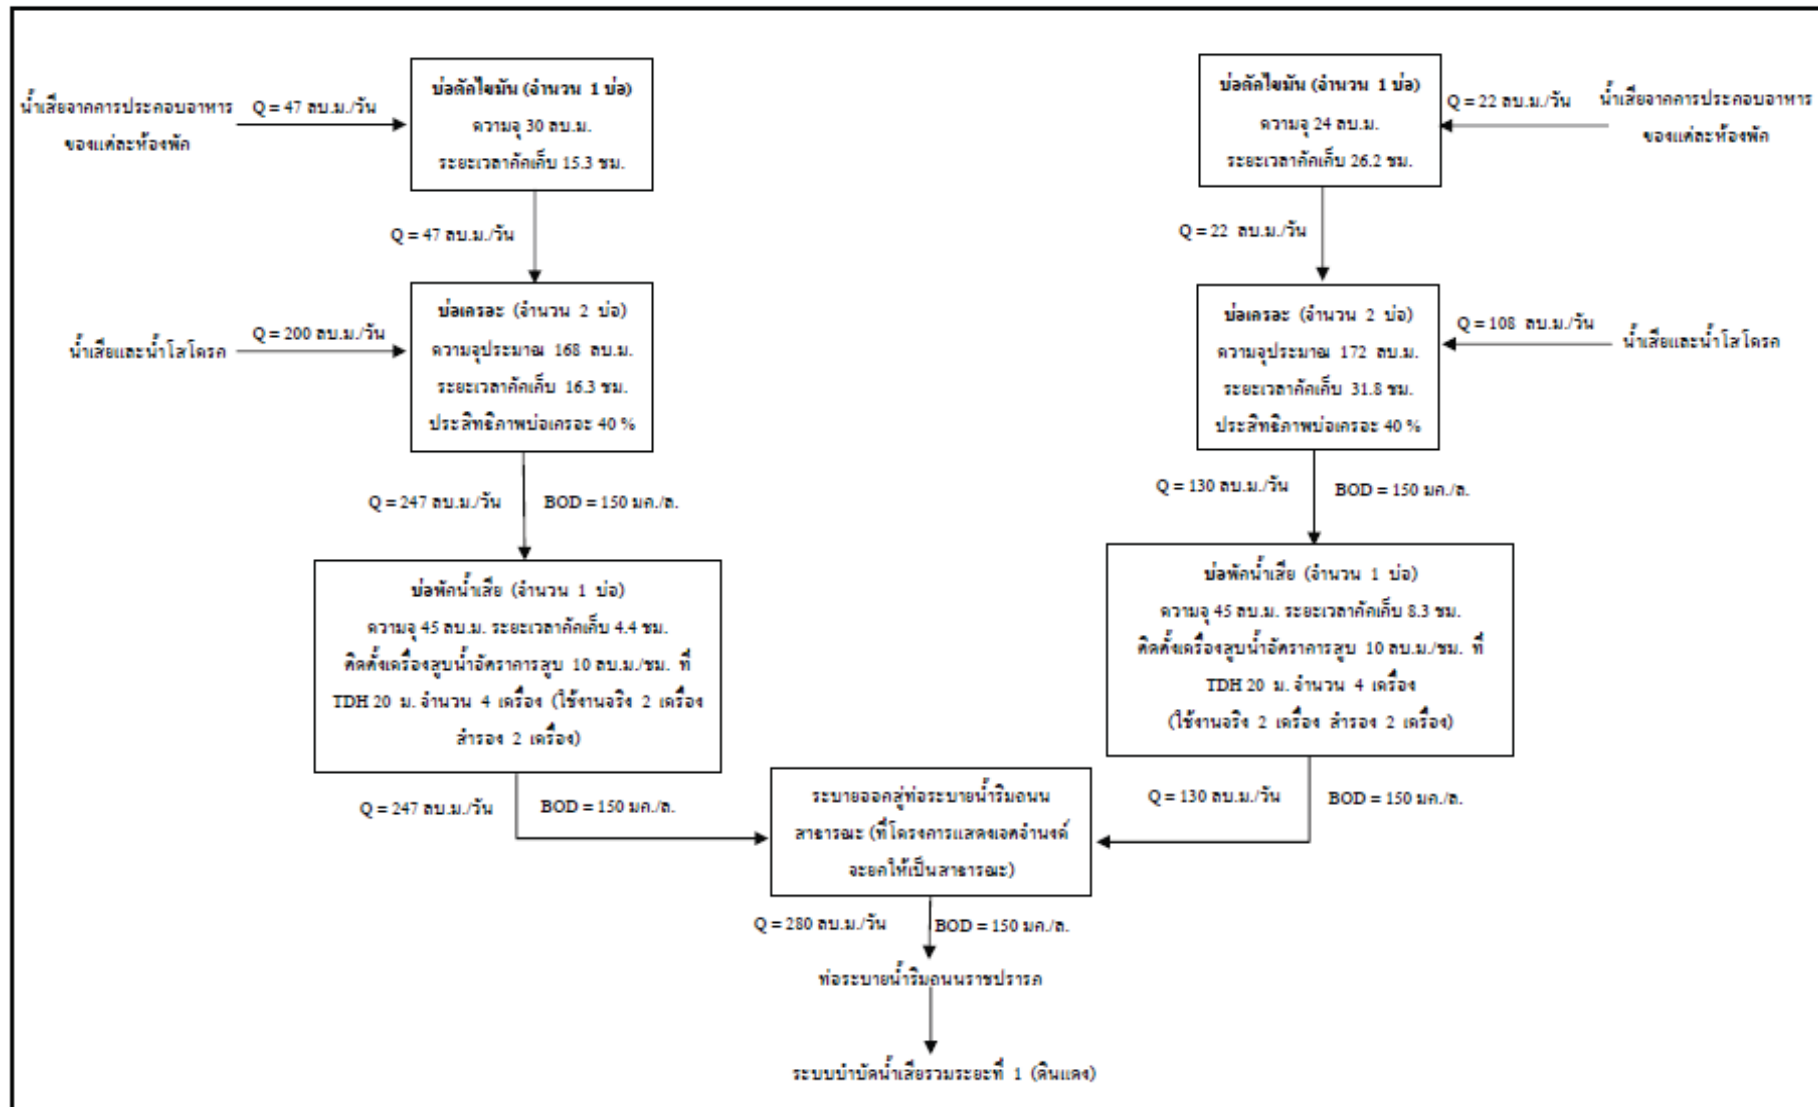 บ่อดักไขมัน (จำนวน 1 บ่อ)
ความจุ 30 ลบ.ม.
ระยะเวลากักเก็บ 15.3 ชม.
น้ำเสียจากการประกอบอาหาร
ของแต่ละห้องพัก
Q = 47 ลบ.ม./วัน
Q = 47 ลบ.ม./วัน
บ่อเกรอะ (จำนวน 2 บ่อ)
ความจุประมาณ 168 ลบ.ม.
ระยะเวลากักเก็บ 16.3 ชม.
ประสิทธิภาพบ่อเกรอะ 40 %
น้ำเสียและน้ำโสโครก
Q = 200 ลบ.ม./วัน
Q = 247 ลบ.ม./วัน
BOD = 150 มก./ล.
บ่อพักน้ำเสีย (จำนวน 1 บ่อ)
ความจุ 45 ลบ.ม. ระยะเวลากักเก็บ 4.4 ชม.
ติดตั้งเครื่องสูบน้ำอัตราการสูบ 10 ลบ.ม./ชม. ที่
TDH 20 ม. จำนวน 4 เครื่อง (ใช้งานจริง 2 เครื่อง
สำรอง 2 เครื่อง)
Q = 247 ลบ.ม./วัน
BOD = 150 มก./ล.
บ่อดักไขมัน (จำนวน 1 บ่อ)
ความจุ 24 ลบ.ม.
ระยะเวลากักเก็บ 26.2 ชม.
Q = 22 ลบ.ม./วัน
น้ำเสียจากการประกอบอาหาร
ของแต่ละห้องพัก
Q = 22 ลบ.ม./วัน
บ่อเกรอะ (จำนวน 2 บ่อ)
ความจุประมาณ 172 ลบ.ม.
ระยะเวลากักเก็บ 31.8 ชม.
ประสิทธิภาพบ่อเกรอะ 40 %
Q = 108 ลบ.ม./วัน
น้ำเสียและน้ำโสโครก
Q = 130 ลบ.ม./วัน
BOD = 150 มก./ล.
บ่อพักน้ำเสีย (จำนวน 1 บ่อ)
ความจุ 45 ลบ.ม. ระยะเวลากักเก็บ 8.3 ชม.
ติดตั้งเครื่องสูบน้ำอัตราการสูบ 10 ลบ.ม./ชม. ที่
TDH 20 ม. จำนวน 4 เครื่อง
(ใช้งานจริง 2 เครื่อง สำรอง 2 เครื่อง)
Q = 130 ลบ.ม./วัน
BOD = 150 มก./ล.
ระบายออกสู่ท่อระบายน้ำริมถนน
สาธารณะ (ที่โครงการแสดงเจตจำนงค์
จะยกให้เป็นสาธารณะ)
Q = 280 ลบ.ม./วัน
BOD = 150 มก./ล.
ท่อระบายน้ำริมถนนราชปรารภ
ระบบบำบัดน้ำเสียรวมระยะที่ 1 (ดินแดง)